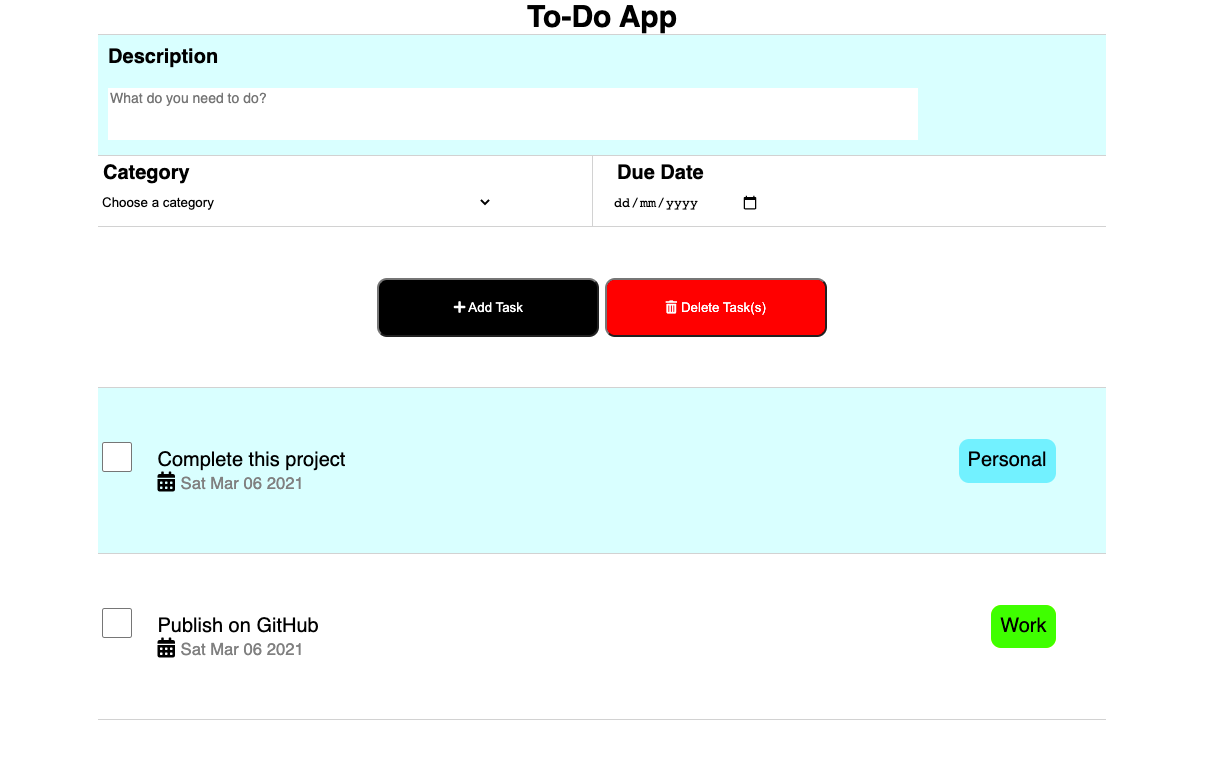 To-Do App
Description
What do you need to do?
Category
Due Date
Choose a category
dd/mm/yyyy
Add Task
Delete Task(s)
Complete this project
Personal
Sat Mar 06 2021
Publish on GitHub
Work
Sat Mar 06 2021